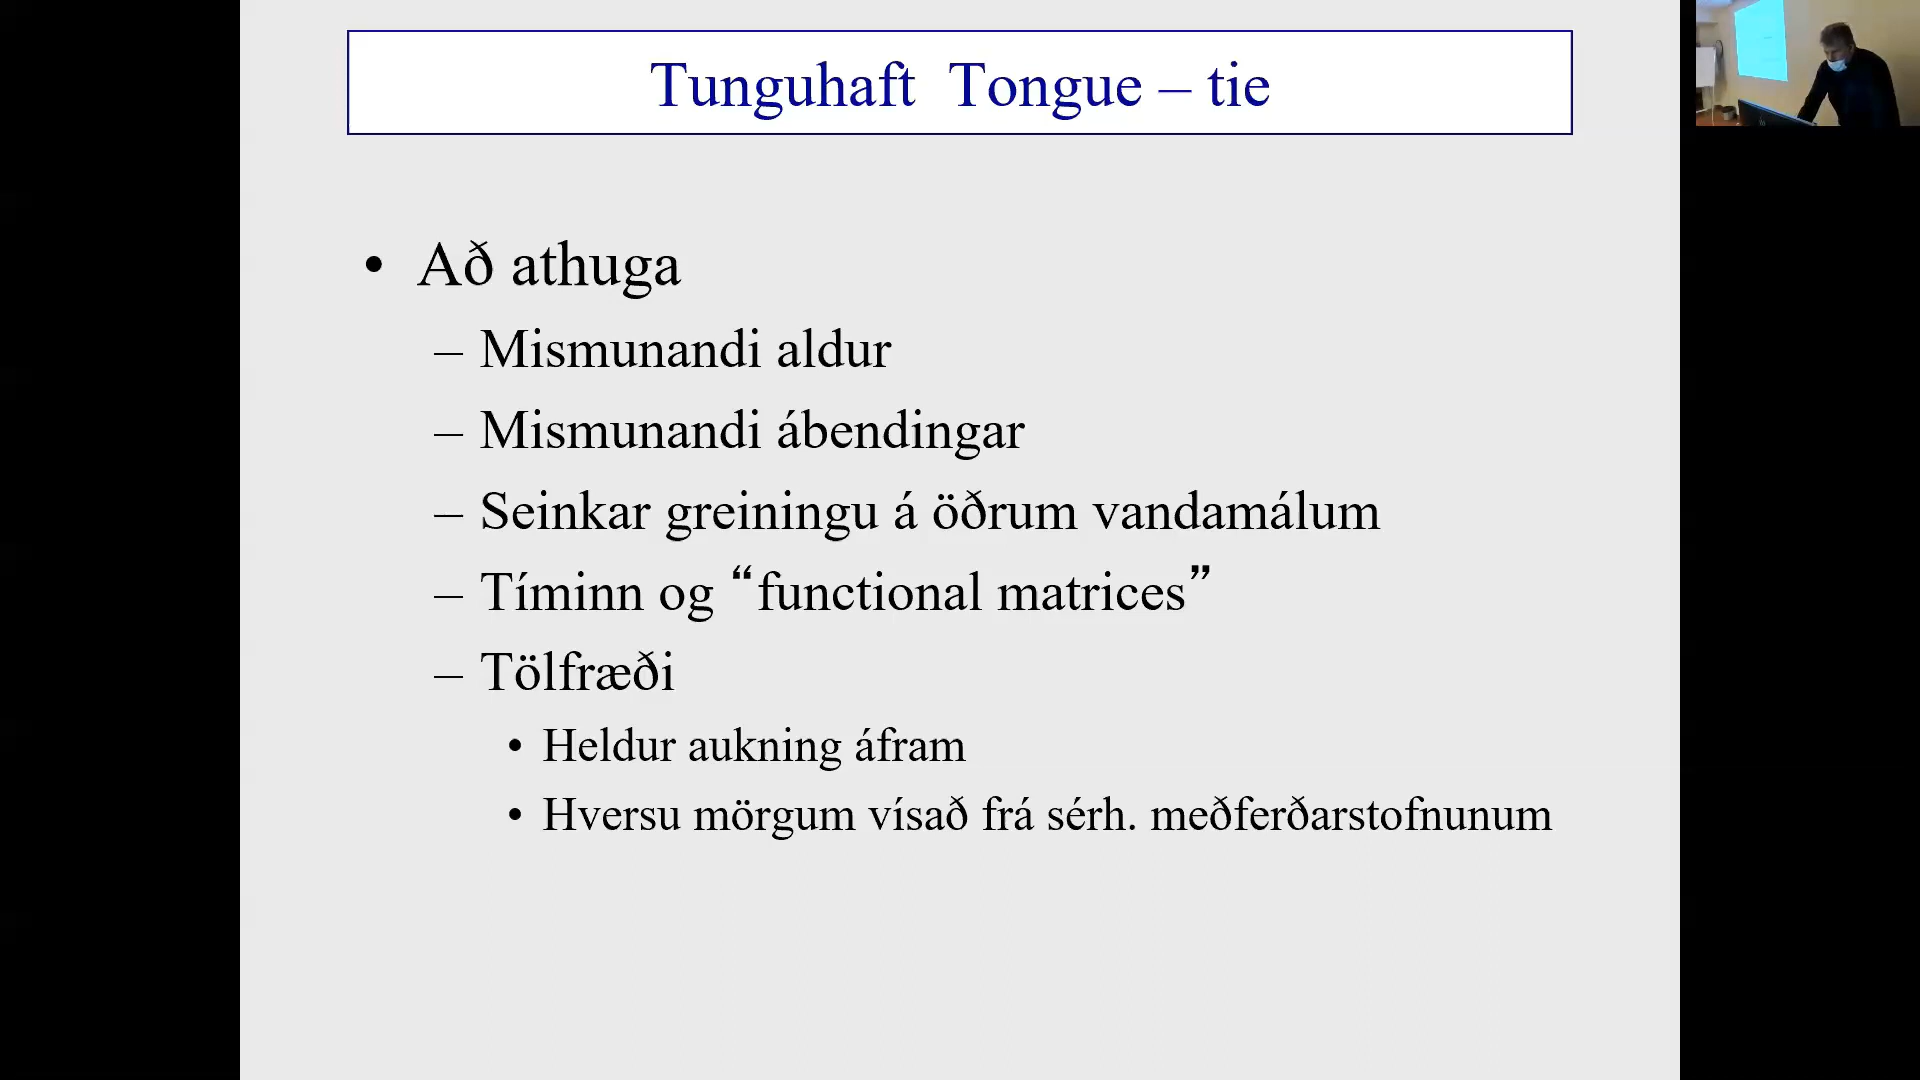 Tunguhaft Tongue – tie
• Að athuga
– Mismunandi aldur
– Mismunandi ábendingar
– Seinkar greiningu á öðrum vandamálum
– Tíminn og “functional matrices”
– Tölfræði
• Heldur aukning áfram
• Hversu mörgum vísað frá sérh. meðferðarstofnunum